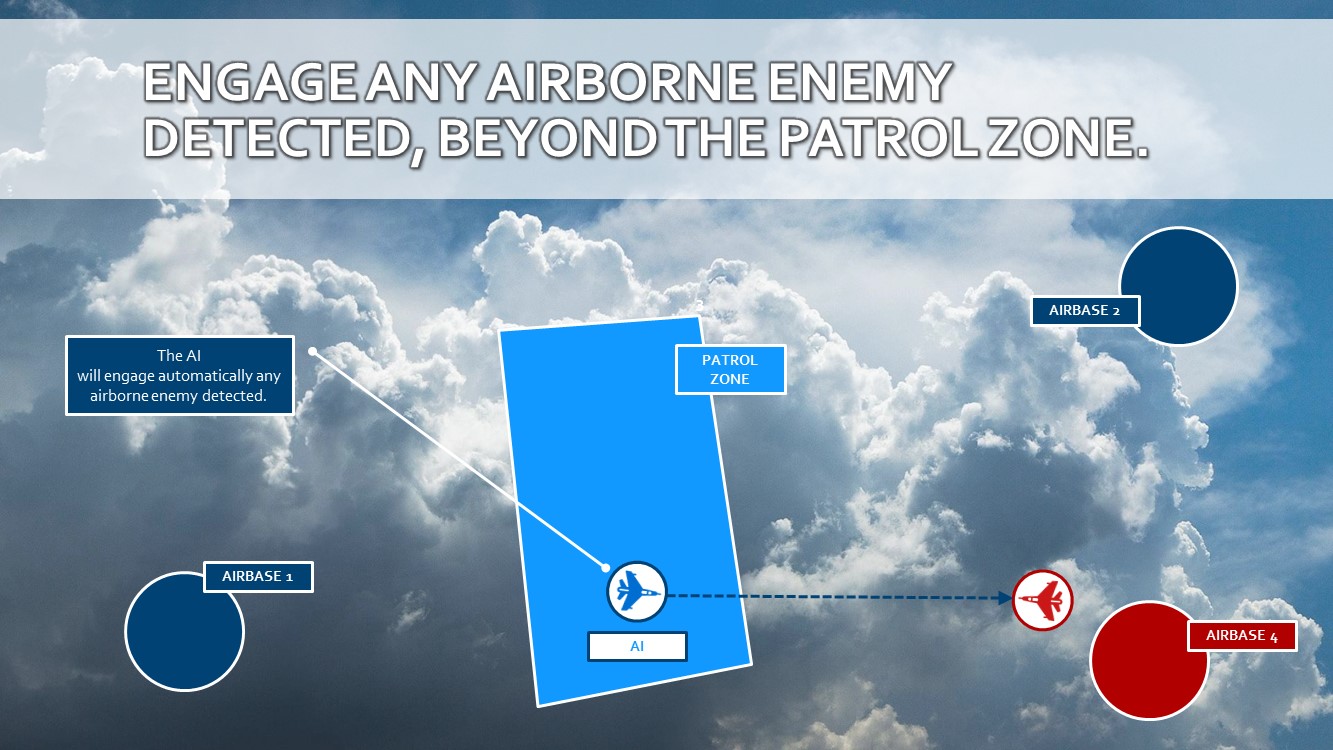 ENGAGE ANY AIRBORNE ENEMY
DETECTED, BEYOND THE PATROL ZONE.
AIRBASE 2
The AI
will engage automatically any
airborne enemy detected.
PATROL
ZONE
AIRBASE 1
AI
AIRBASE 4